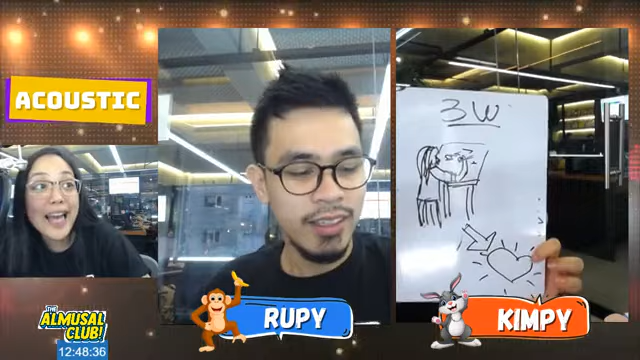 ACOUSTIC
3W
THE
ALMUSAL
CLUB!
12:48:36
RUPY
KIMPY